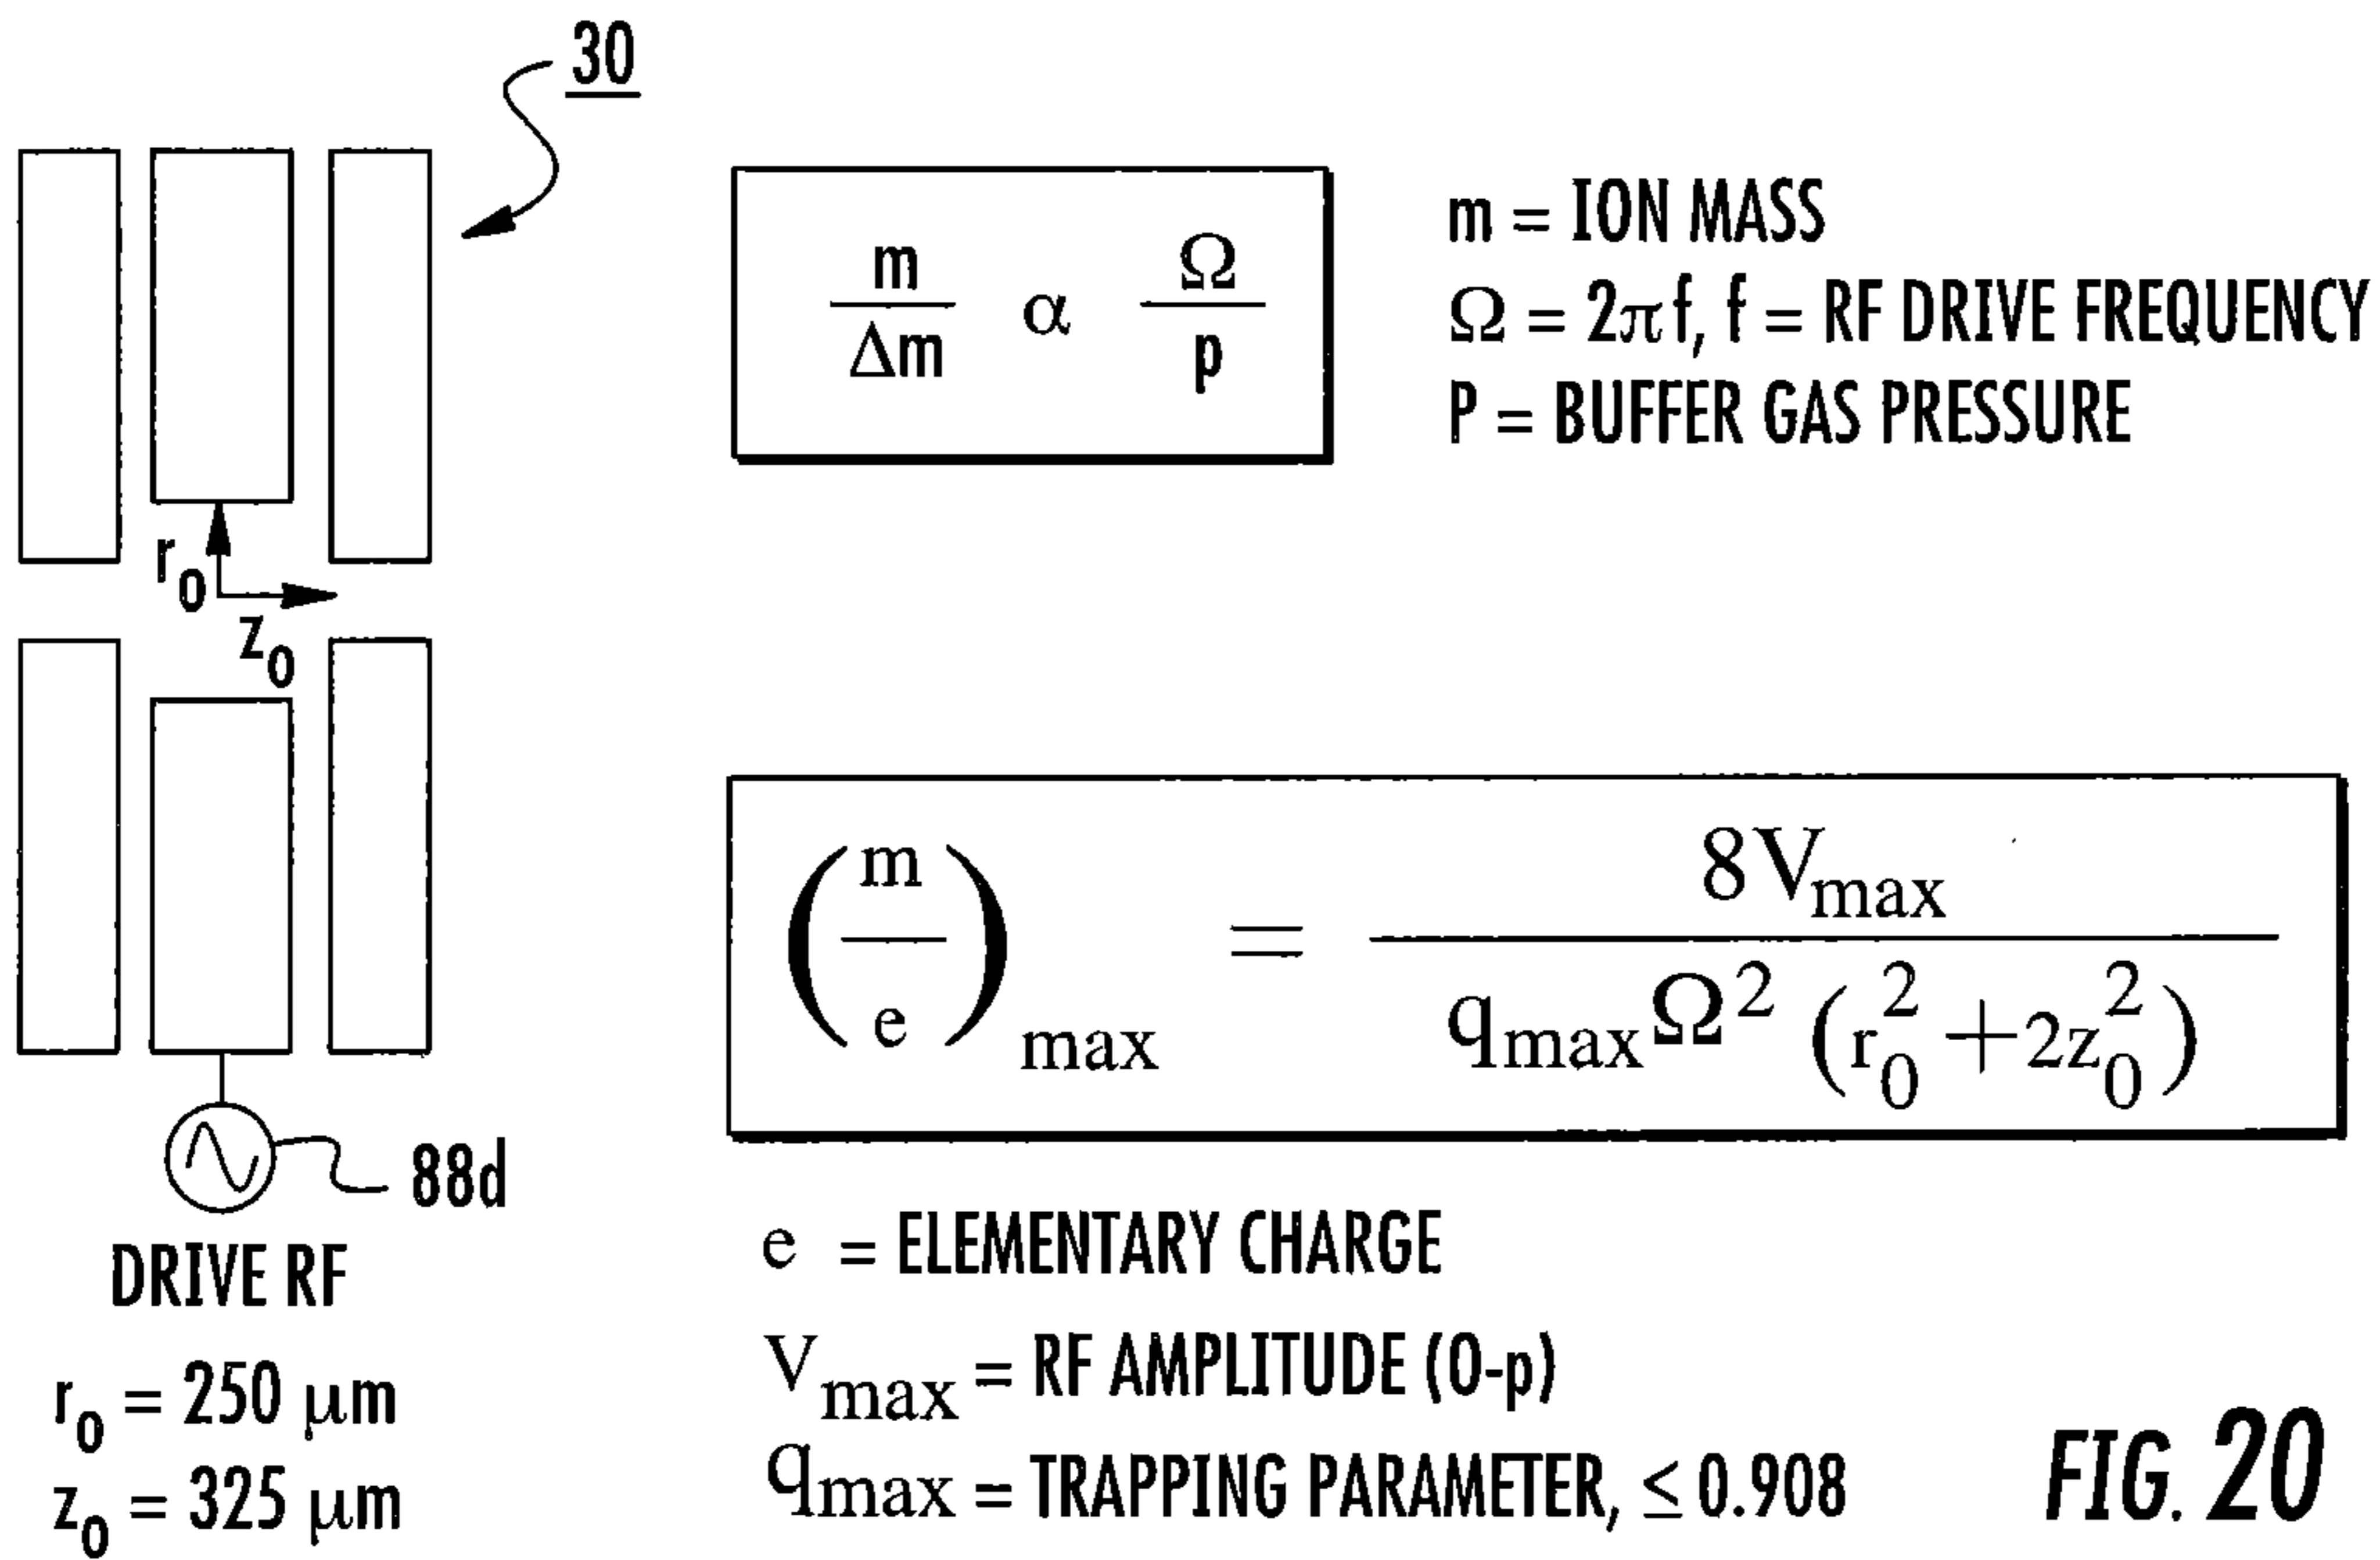 30
m/Δm α Ω/p
m = ION MASS
Ω = 2πf, f = RF DRIVE FREQUENCY
P = BUFFER GAS PRESSURE
r₀
z₀
(m/e)max = 8Vmax / qmaxΩ²(r₀² + 2z₀²)
88d
DRIVE RF
r₀ = 250 μm
z₀ = 325 μm
e = ELEMENTARY CHARGE
Vmax = RF AMPLITUDE (0-p)
qmax = TRAPPING PARAMETER, ≤ 0.908
FIG. 20